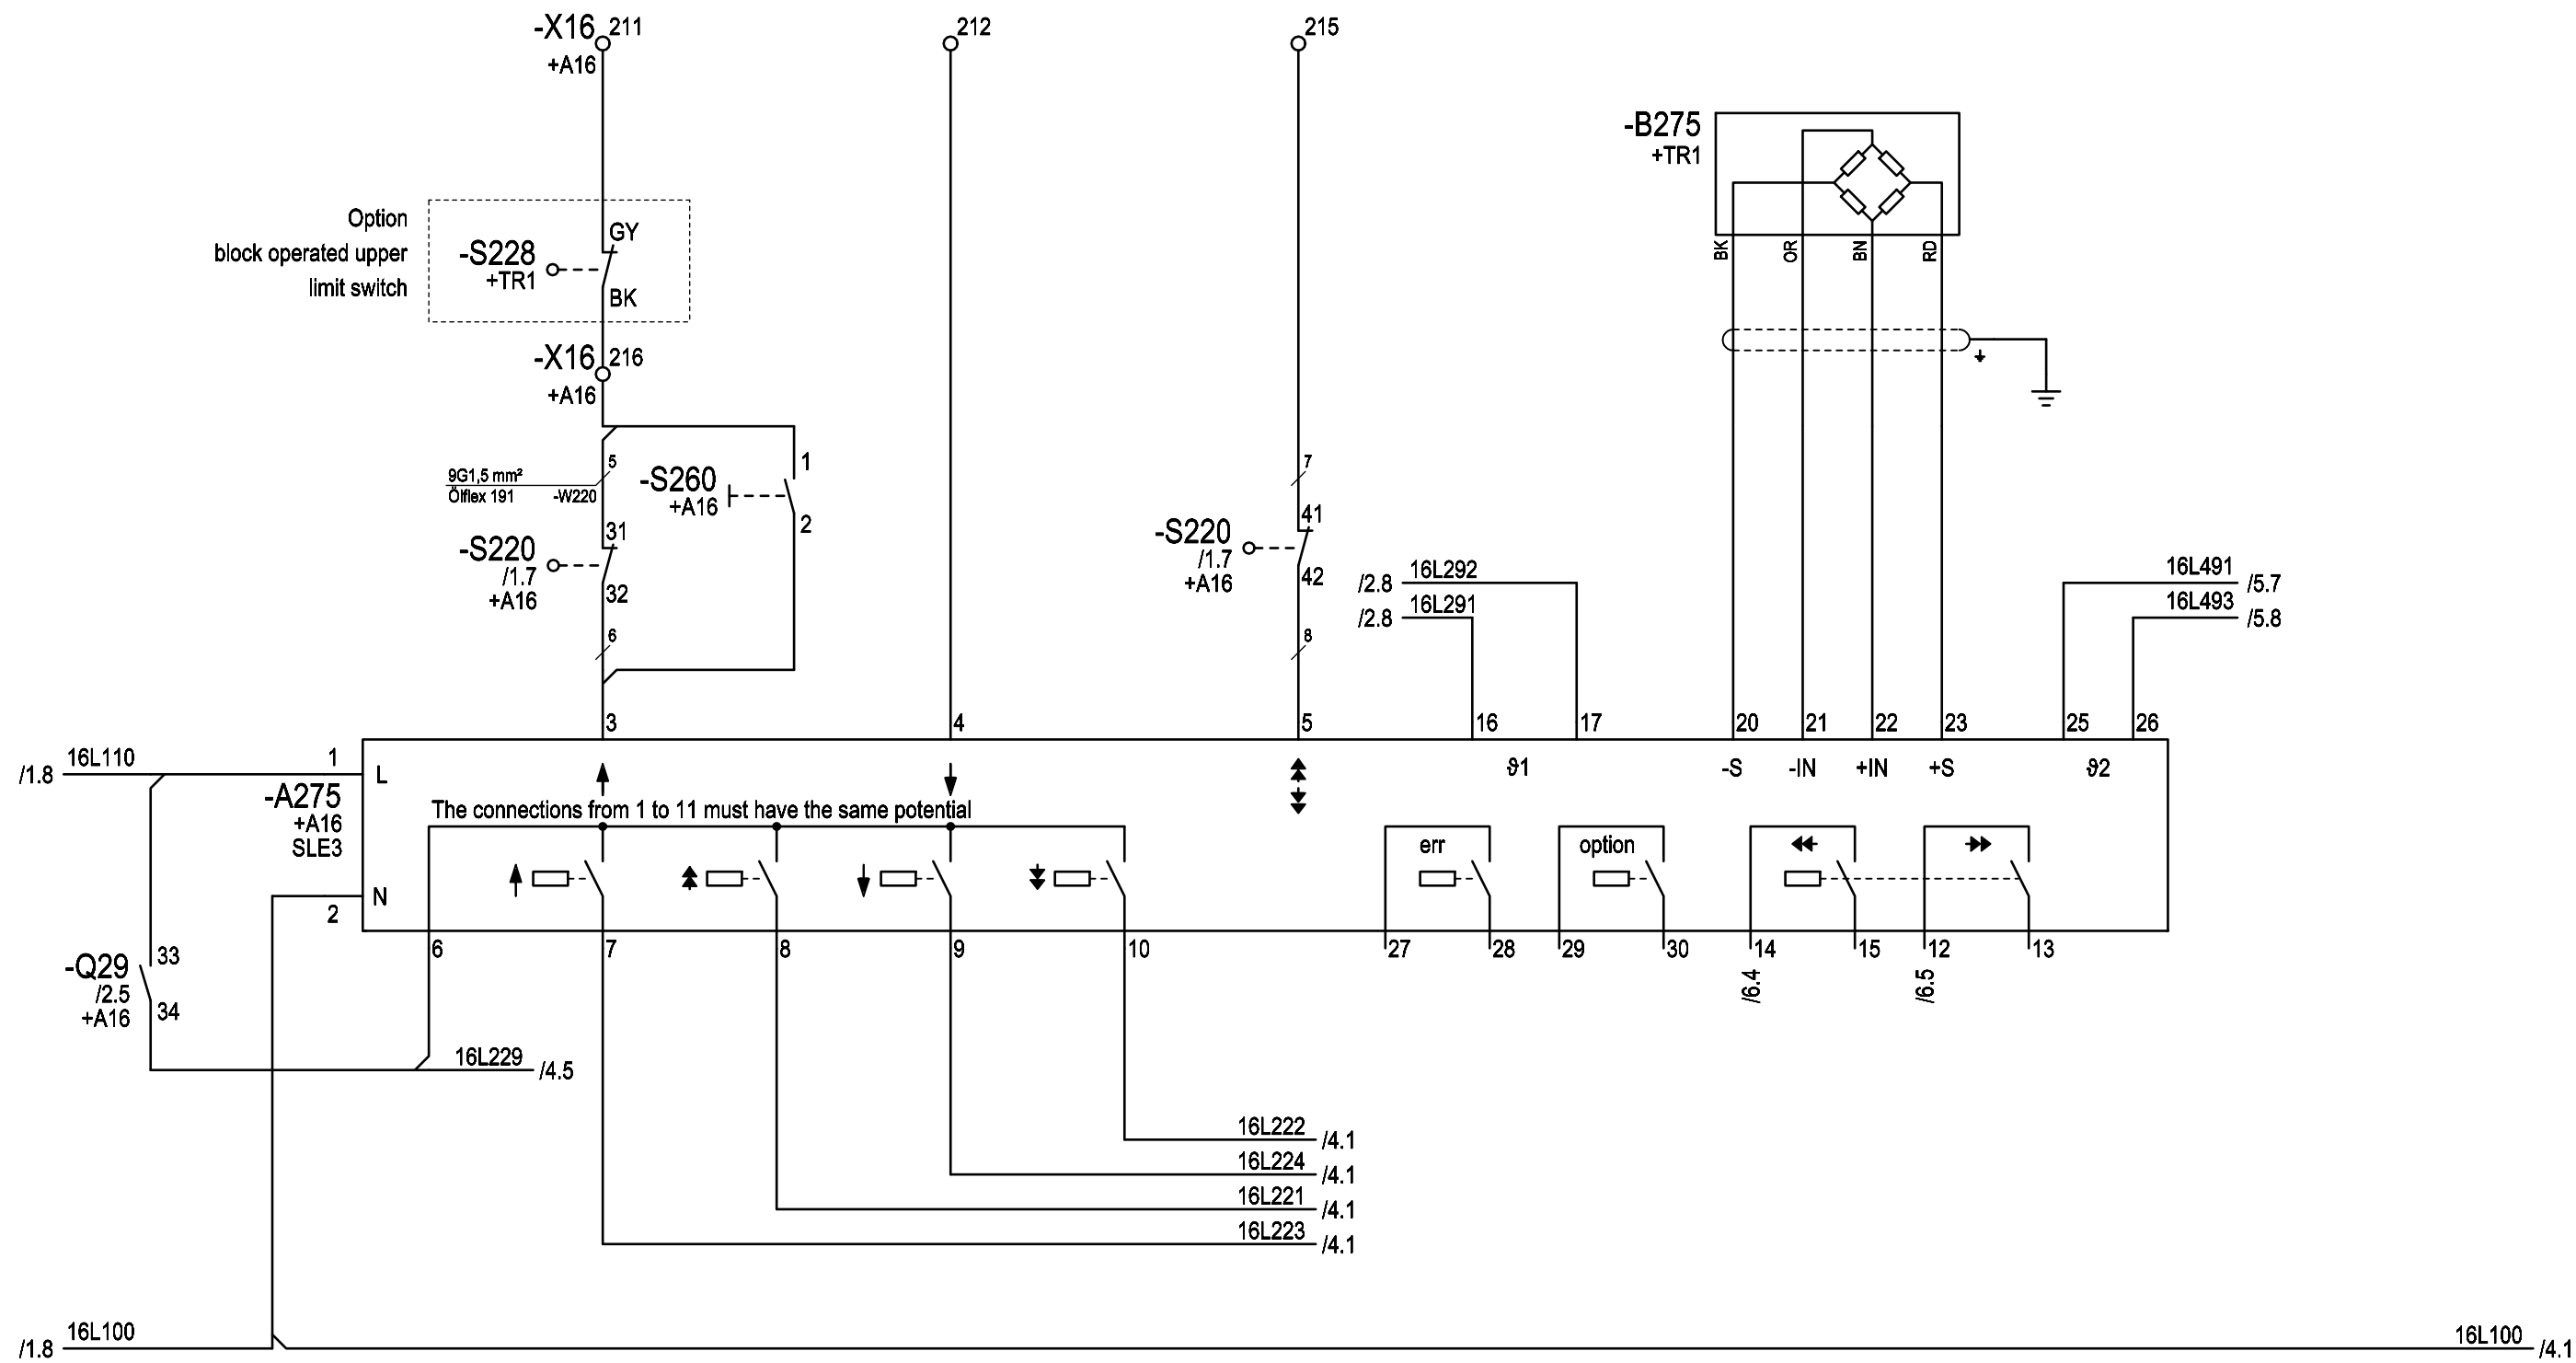 -X16 211
+A16
212
215
-B275
+TR1
BK OR BN RD
Option
block operated upper
limit switch
GY
-S228
+TR1
BK
-X16 216
+A16
5
9G1,5 mm²
Ölflex 191 -W220
31
-S220
/1.7
+A16
32
6
1
-S260
+A16
2
7
41
-S220
/1.7
+A16
42
8
/2.8 16L292
/2.8 16L291
16L491 /5.7
16L493 /5.8
3 4 5 16 17 20 21 22 23 25 26
/1.8 16L110 1 L
ϑ1 -S -IN +IN +S ϑ2
-A275
+A16
SLE3
The connections from 1 to 11 must have the same potential
err option
N
2
6 7 8 9 10 27 28 29 30 14 15 12 13
/6.4 /6.5
33
-Q29
/2.5
+A16
34
16L229 /4.5
16L222 /4.1
16L224 /4.1
16L221 /4.1
16L223 /4.1
/1.8 16L100
16L100 /4.1